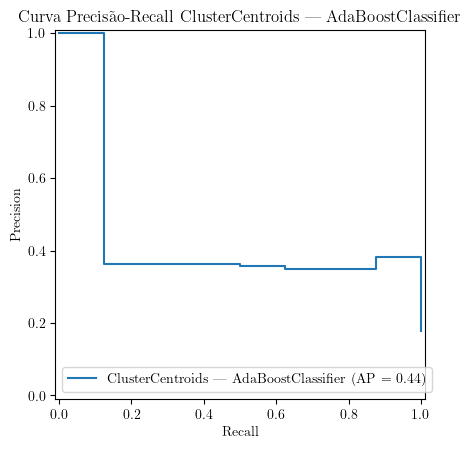 Curva Precisão-Recall ClusterCentroids — AdaBoostClassifier
1.0
0.8
0.6
0.4
0.2
0.0
Precision
ClusterCentroids — AdaBoostClassifier (AP = 0.44)
0.0 0.2 0.4 0.6 0.8 1.0
Recall